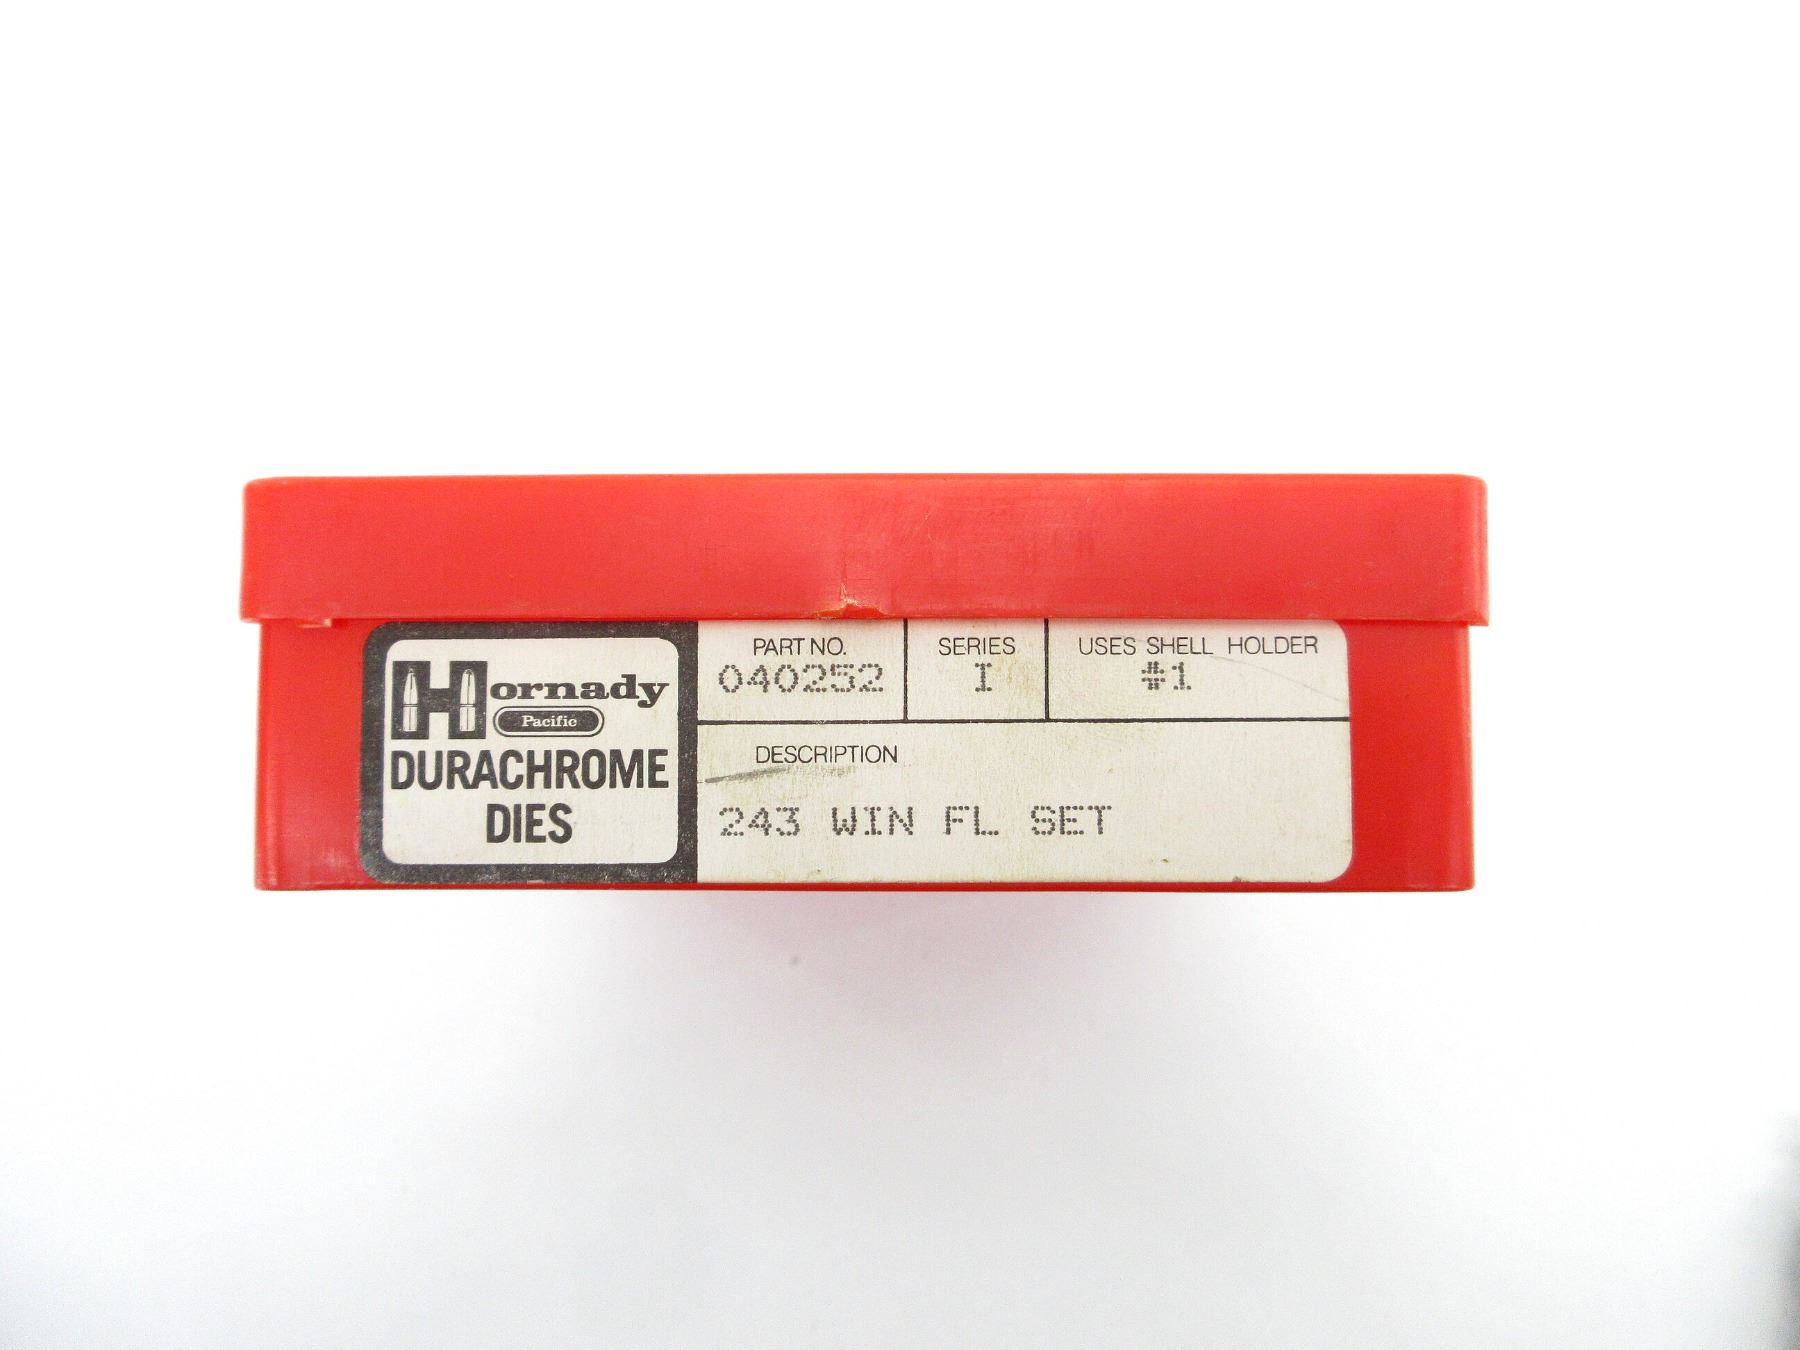 Hornady
Pacific
DURACHROME
DIES
PART NO.
040252
SERIES
I
USES SHELL HOLDER
#1
DESCRIPTION
243 WIN FL SET